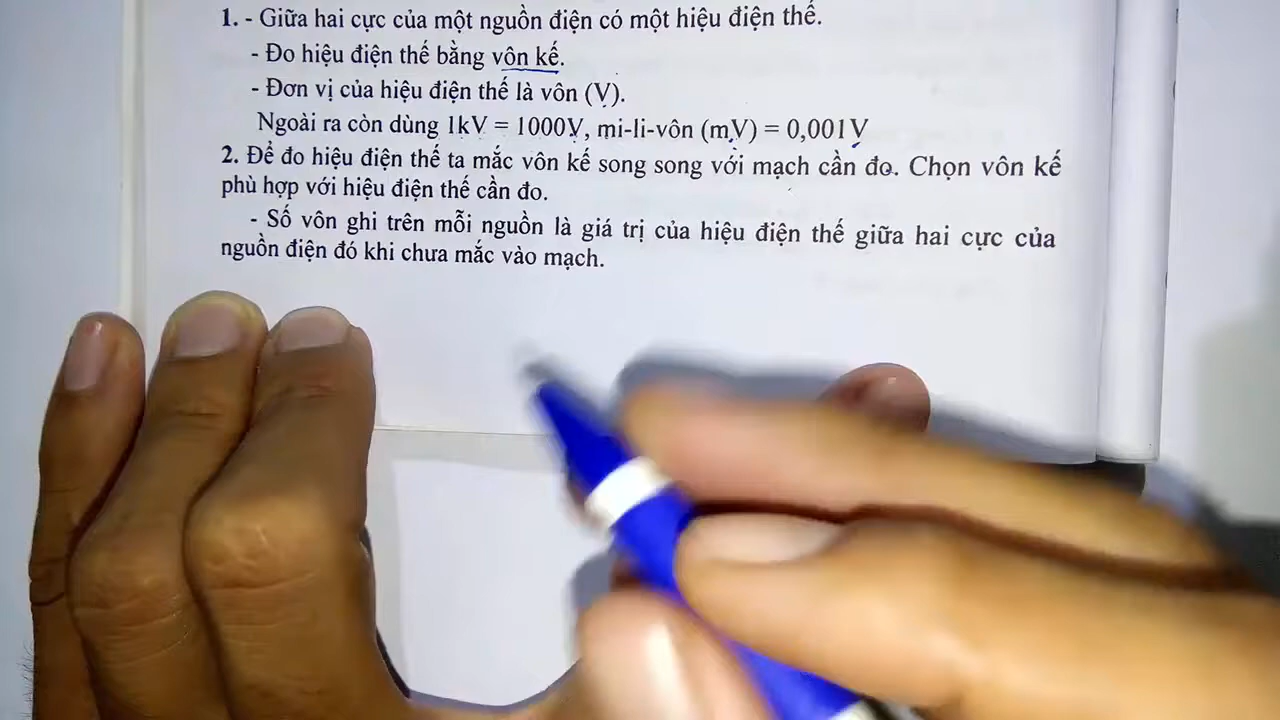 1. - Giữa hai cực của một nguồn điện có một hiệu điện thế.
- Đo hiệu điện thế bằng vôn kế.
- Đơn vị của hiệu điện thế là vôn (V).
Ngoài ra còn dùng 1kV = 1000V, mi-li-vôn (mV) = 0,001V
2. Để đo hiệu điện thế ta mắc vôn kế song song với mạch cần đo. Chọn vôn kế
phù hợp với hiệu điện thế cần đo.
- Số vôn ghi trên mỗi nguồn là giá trị của hiệu điện thế giữa hai cực của
nguồn điện đó khi chưa mắc vào mạch.